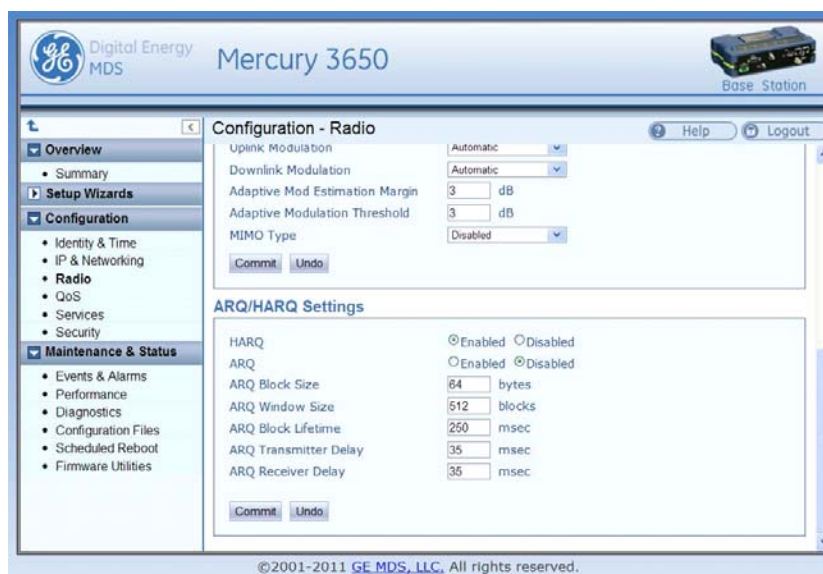 GE Digital Energy
MDS
Mercury 3650
Base Station
Configuration - Radio
Help
Logout
Overview
• Summary
Setup Wizards
Configuration
• Identity & Time
• IP & Networking
• Radio
• QoS
• Services
• Security
Maintenance & Status
• Events & Alarms
• Performance
• Diagnostics
• Configuration Files
• Scheduled Reboot
• Firmware Utilities
Uplink Modulation Automatic
Downlink Modulation Automatic
Adaptive Mod Estimation Margin 3 dB
Adaptive Modulation Threshold 3 dB
MIMO Type Disabled
Commit Undo
ARQ/HARQ Settings
HARQ Enabled Disabled
ARQ Enabled Disabled
ARQ Block Size 64 bytes
ARQ Window Size 512 blocks
ARQ Block Lifetime 250 msec
ARQ Transmitter Delay 35 msec
ARQ Receiver Delay 35 msec
Commit Undo
©2001-2011 GE MDS, LLC. All rights reserved.